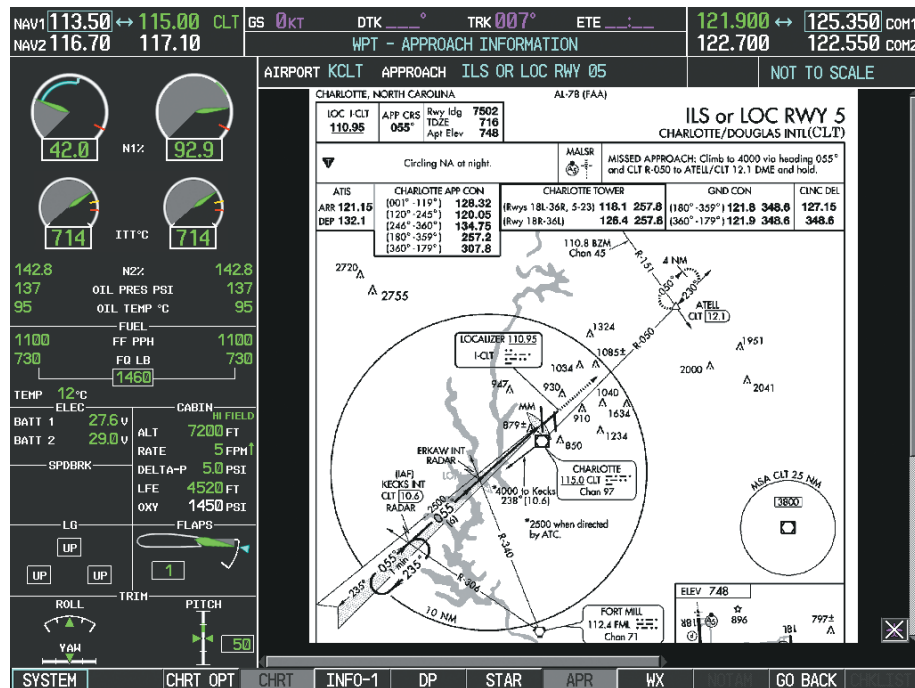 NAV1 113.50 ↔ 115.00 CLT
NAV2 116.70 117.10
GS 0KT DTK ___° TRK 007° ETE __:__
WPT - APPROACH INFORMATION
121.900 ↔ 125.350 COM1
122.700 122.550 COM2
AIRPORT KCLT APPROACH ILS OR LOC RWY 05
NOT TO SCALE
42.0 N1% 92.9
714 ITT°C 714
142.8 N2% 142.8
137 OIL PRES PSI 137
95 OIL TEMP °C 95
FUEL
1100 FF PPH 1100
730 FQ LB 730
1460
TEMP 12°C
ELEC
BATT 1 27.6 V
BATT 2 29.0 V
SPDBRK
CABIN
HI FIELD
ALT 7200 FT
RATE 5 FPM↑
DELTA-P 5.0 PSI
LFE 4520 FT
OXY 1450 PSI
LG
UP
UP UP
FLAPS
1
TRIM
ROLL PITCH
YAW
50
CHARLOTTE, NORTH CAROLINA AL-78 (FAA)
LOC I-CLT
110.95
APP CRS
055°
Rwy ldg 7502
TDZE 716
Apt Elev 748
ILS or LOC RWY 5
CHARLOTTE/DOUGLAS INTL(CLT)
▼ Circling NA at night.
MALSR
A5
MISSED APPROACH: Climb to 4000 via heading 055°
and CLT R-050 to ATELL/CLT 12.1 DME and hold.
ATIS
ARR 121.15
DEP 132.1
CHARLOTTE APP CON
(001°-119°) 128.32
(120°-245°) 120.05
(246°-360°) 134.75
(180°-359°) 257.2
(360°-179°) 307.8
CHARLOTTE TOWER
(Rwys 18L-36R, 5-23) 118.1 257.8
(Rwy 18R-36L) 126.4 257.8
GND CON
(180°-359°) 121.8 348.6
(360°-179°) 121.9 348.6
CLNC DEL
127.15
348.6
110.8 BZM
Chan 45
R-151
4 NM
050°
230°
ATELL
CLT 12.1
R-050
2720
2755
LOCALIZER 110.95
I-CLT
1324
1085±
1034
1951
2000
2041
947
930
1040
1634
910
MM
879±
850
1234
ERKAW INT
RADAR
LOM
(IAF)
KECKS INT
CLT 10.6
RADAR
CHARLOTTE
115.0 CLT
Chan 97
*4000 to Kecks
238° (10.6)
*2500 when directed
by ATC.
2500
055°
(6)
055°
1 min
235°
235°
R-340
R-306
10 NM
MSA CLT 25 NM
3800
FORT MILL
112.4 FML
Chan 71
ELEV 748
18R
A5
896
18L
797±
SYSTEM CHRT OPT CHRT INFO-1 DP STAR APR WX NOTAM GO BACK CHKLIST